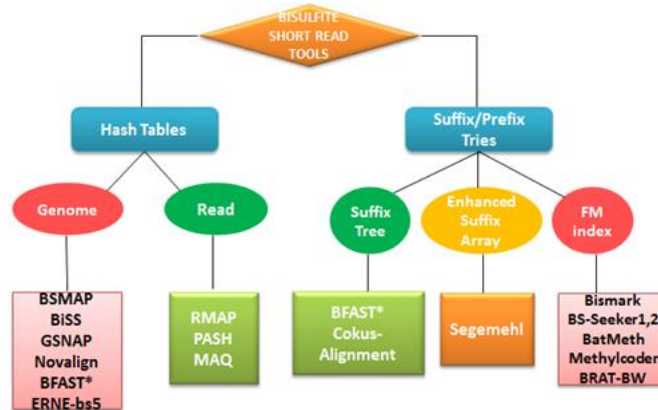 BISULFITE
SHORT READ
TOOLS
Hash Tables
Suffix/Prefix
Tries
Genome
Read
Suffix
Tree
Enhanced
Suffix
Array
FM
index
BSMAP
BiSS
GSNAP
Novalign
BFAST*
ERNE-bs5
RMAP
PASH
MAQ
BFAST*
Cokus-
Alignment
Segemehl
Bismark
BS-Seeker1,2
BatMeth
Methylcoder
BRAT-BW